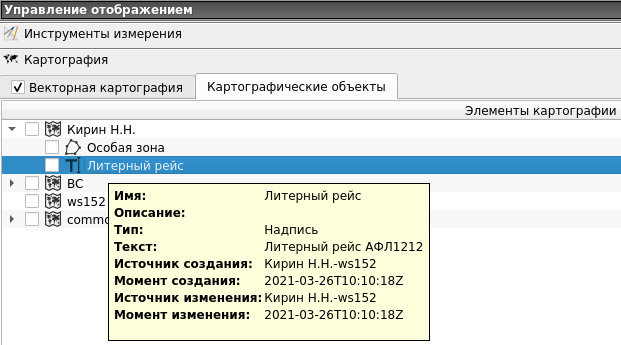 Управление отображением
Инструменты измерения
Картография
Векторная картография
Картографические объекты
Элементы картографии
Кирин Н.Н.
Особая зона
Литерный рейс
ВС
ws152
Имя: Литерный рейс
Описание:
Тип: Надпись
Текст: Литерный рейс АФЛ1212
Источник создания: Кирин Н.Н.-ws152
Момент создания: 2021-03-26T10:10:18Z
Источник изменения: Кирин Н.Н.-ws152
Момент изменения: 2021-03-26T10:10:18Z